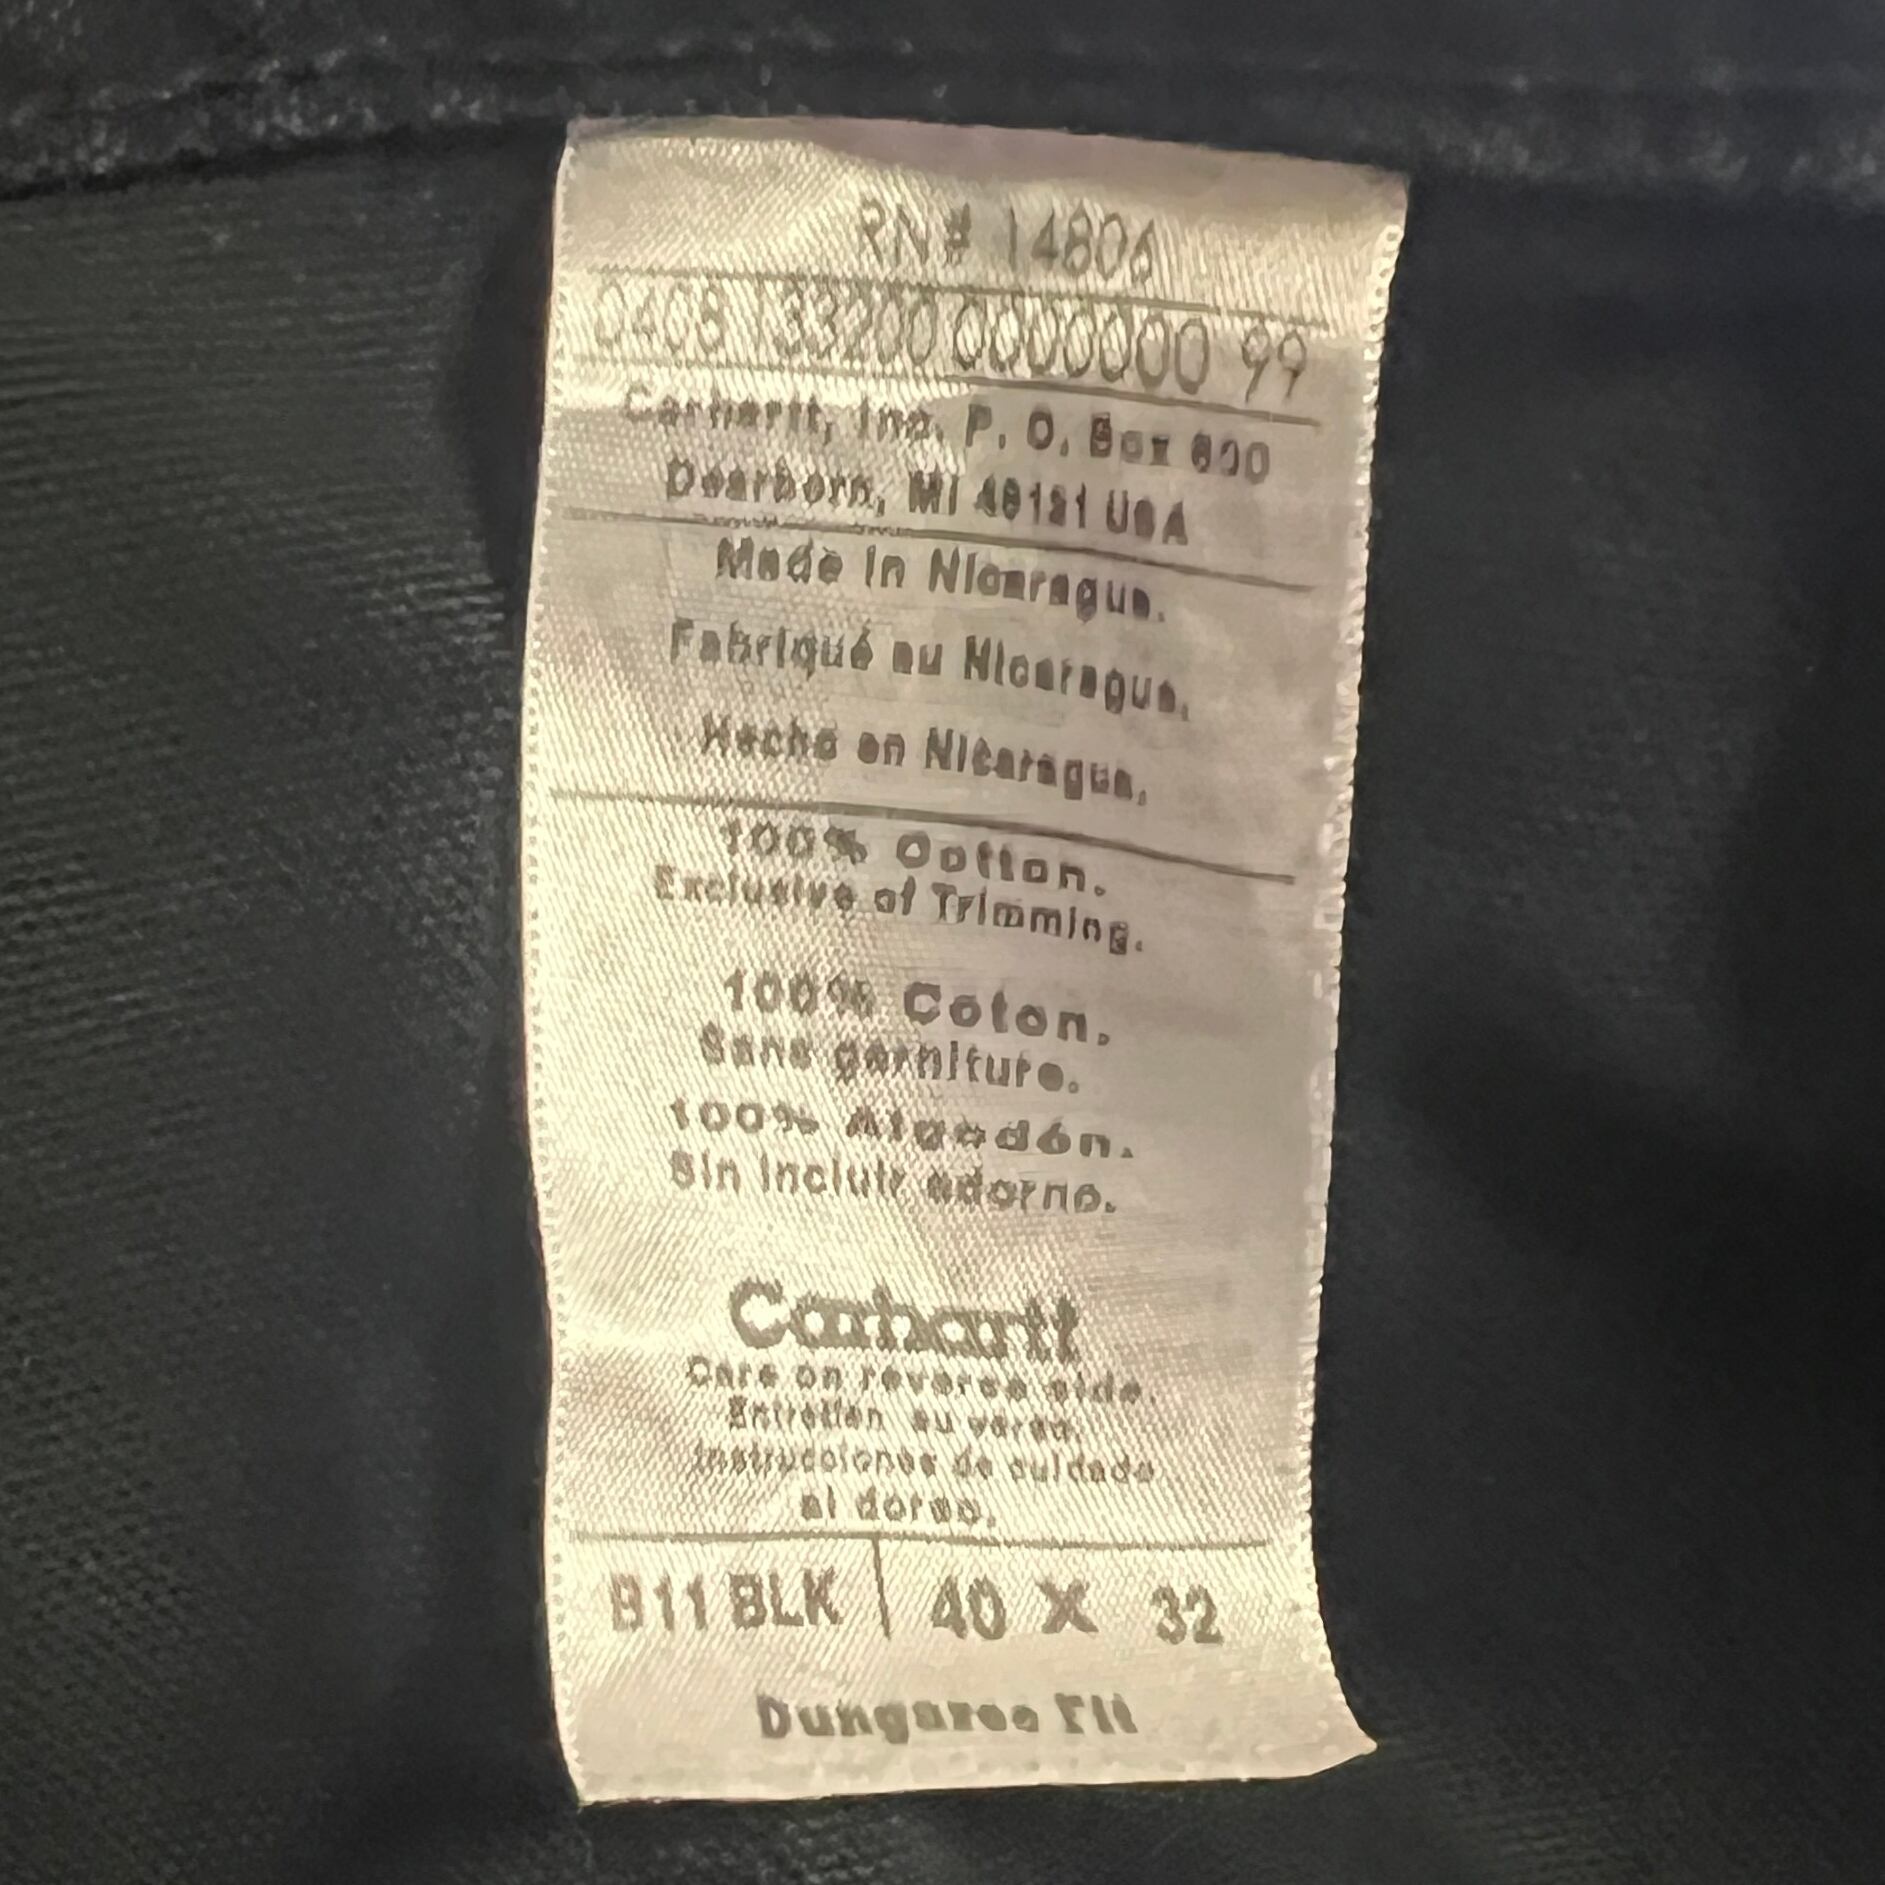 RN# 14806
0408 133200 0000000 99
Carhartt, Inc. P. O. Box 600
Dearborn, MI 48121 USA
Made in Nicaragua.
Fabriqué au Nicaragua.
Hecho en Nicaragua.
100% Cotton.
Exclusive of Trimming.
100% Coton.
Sans garniture.
100% Algodón.
Sin incluir adorno.
Carhartt
Care on reverse side.
Entretien au verso.
Instrucciones de cuidado
al dorso.
B11 BLK 40 X 32
Dungaree Fit